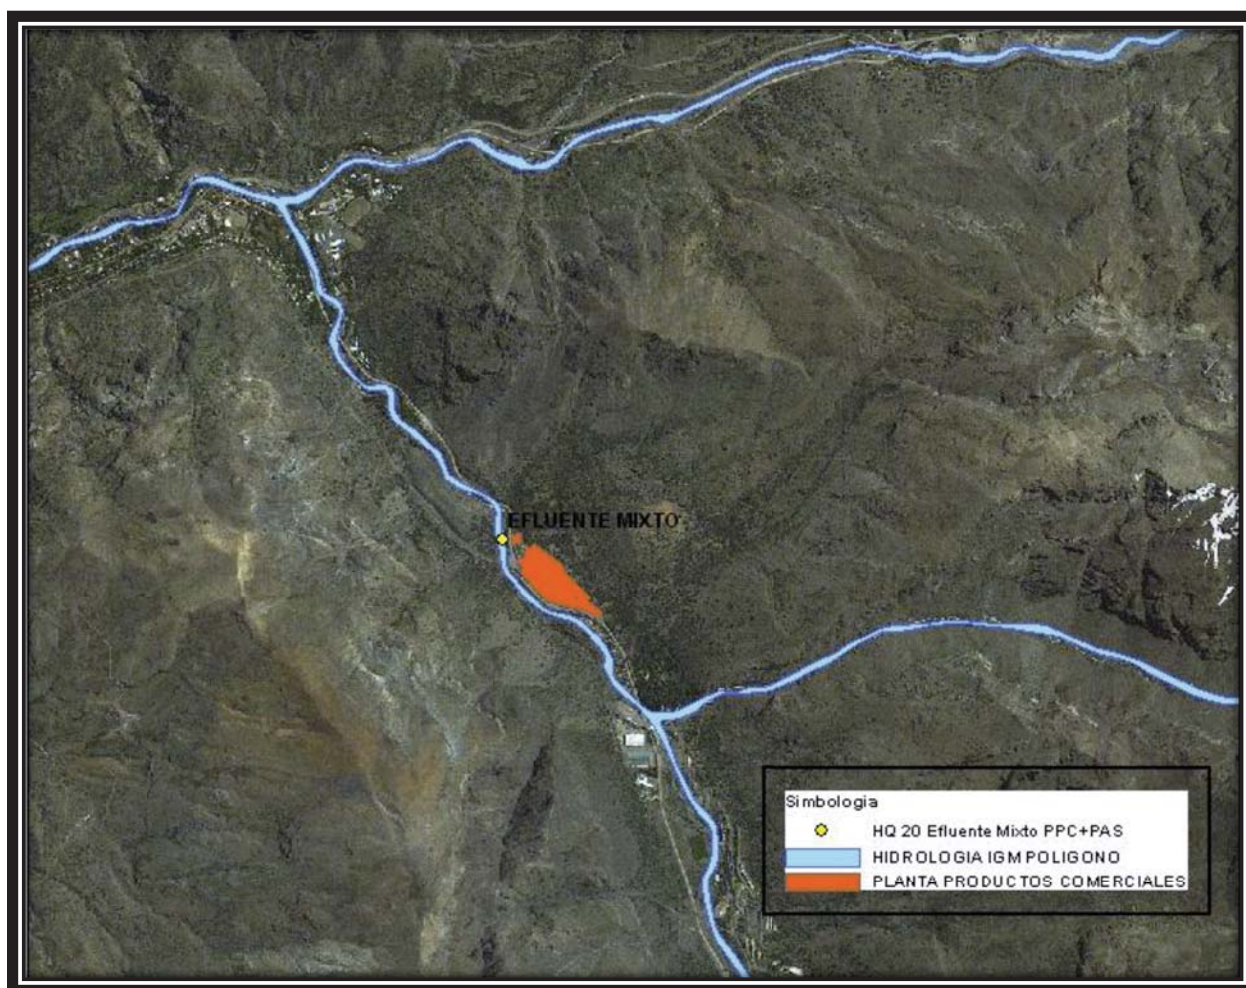 EFLUENTE MIXTO
Simbologia
HQ 20 Efluente Mixto PPC+PAS
HIDROLOGIA IGM POLIGONO
PLANTA PRODUCTOS COMERCIALES